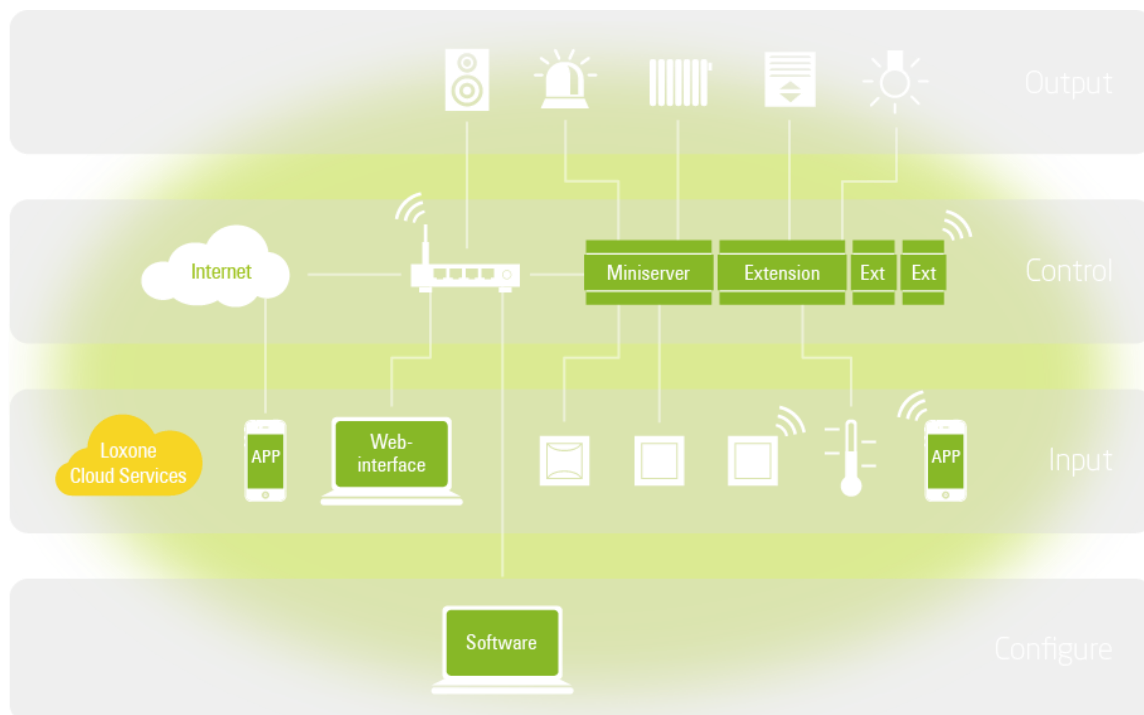 Output
Internet
Miniserver
Extension
Ext
Ext
Control
Loxone
Cloud Services
APP
Web-
interface
APP
Input
Software
Configure